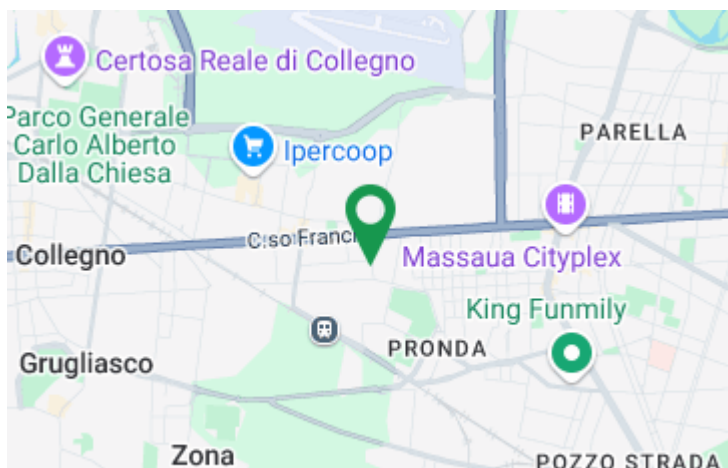 Certosa Reale di Collegno
Parco Generale
Carlo Alberto
Dalla Chiesa
PARELLA
Ipercoop
C.so Franci
Collegno
Massaua Cityplex
King Funmily
PRONDA
Grugliasco
Zona
POZZO STRADA